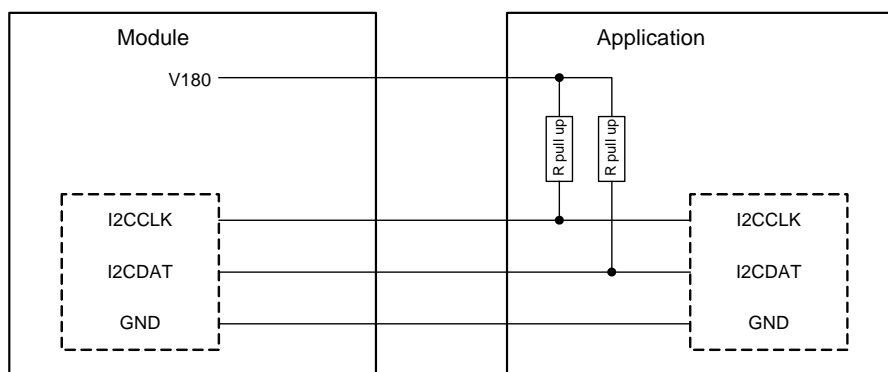 Module
Application
V180
R pull up
R pull up
I2CCLK
I2CCLK
I2CDAT
I2CDAT
GND
GND